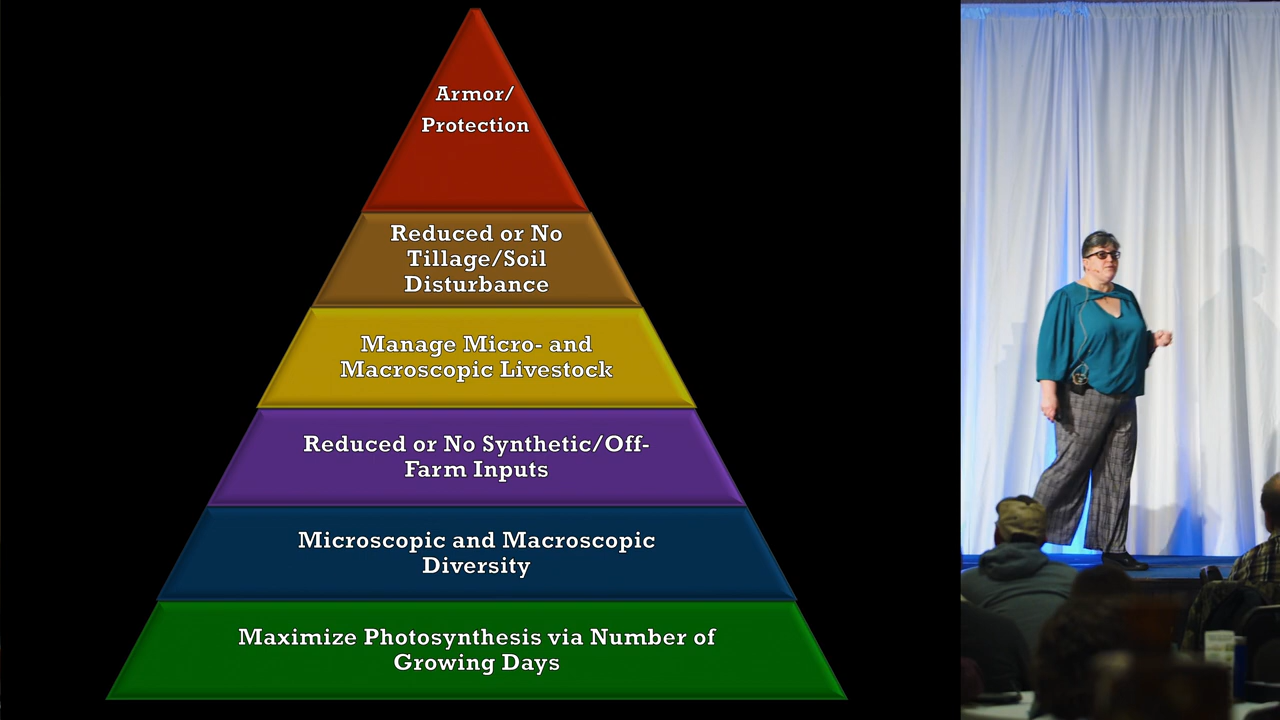 Armor/
Protection
Reduced or No
Tillage/Soil
Disturbance
Manage Micro- and
Macroscopic Livestock
Reduced or No Synthetic/Off-
Farm Inputs
Microscopic and Macroscopic
Diversity
Maximize Photosynthesis via Number of
Growing Days